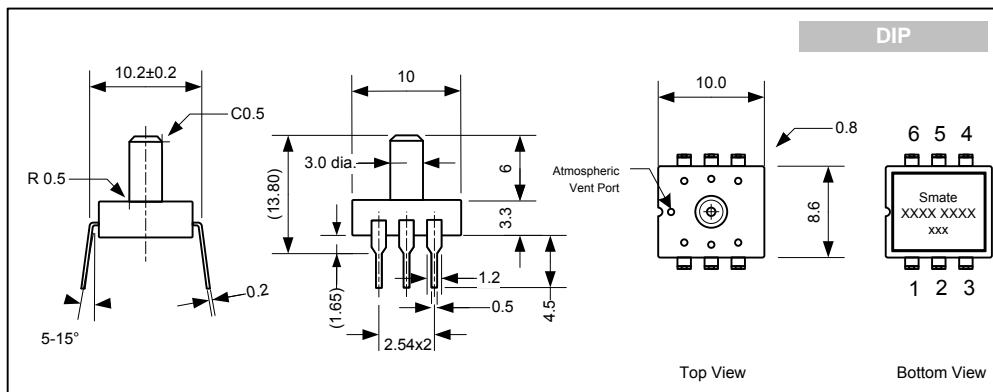 DIP
10.2±0.2
C0.5
R 0.5
5-15°
0.2
10
3.0 dia.
(13.80)
6
3.3
(1.65)
1.2
0.5
4.5
2.54x2
10.0
0.8
Atmospheric
Vent Port
8.6
Top View
6 5 4
Smate
XXXX XXXX
xxx
1 2 3
Bottom View